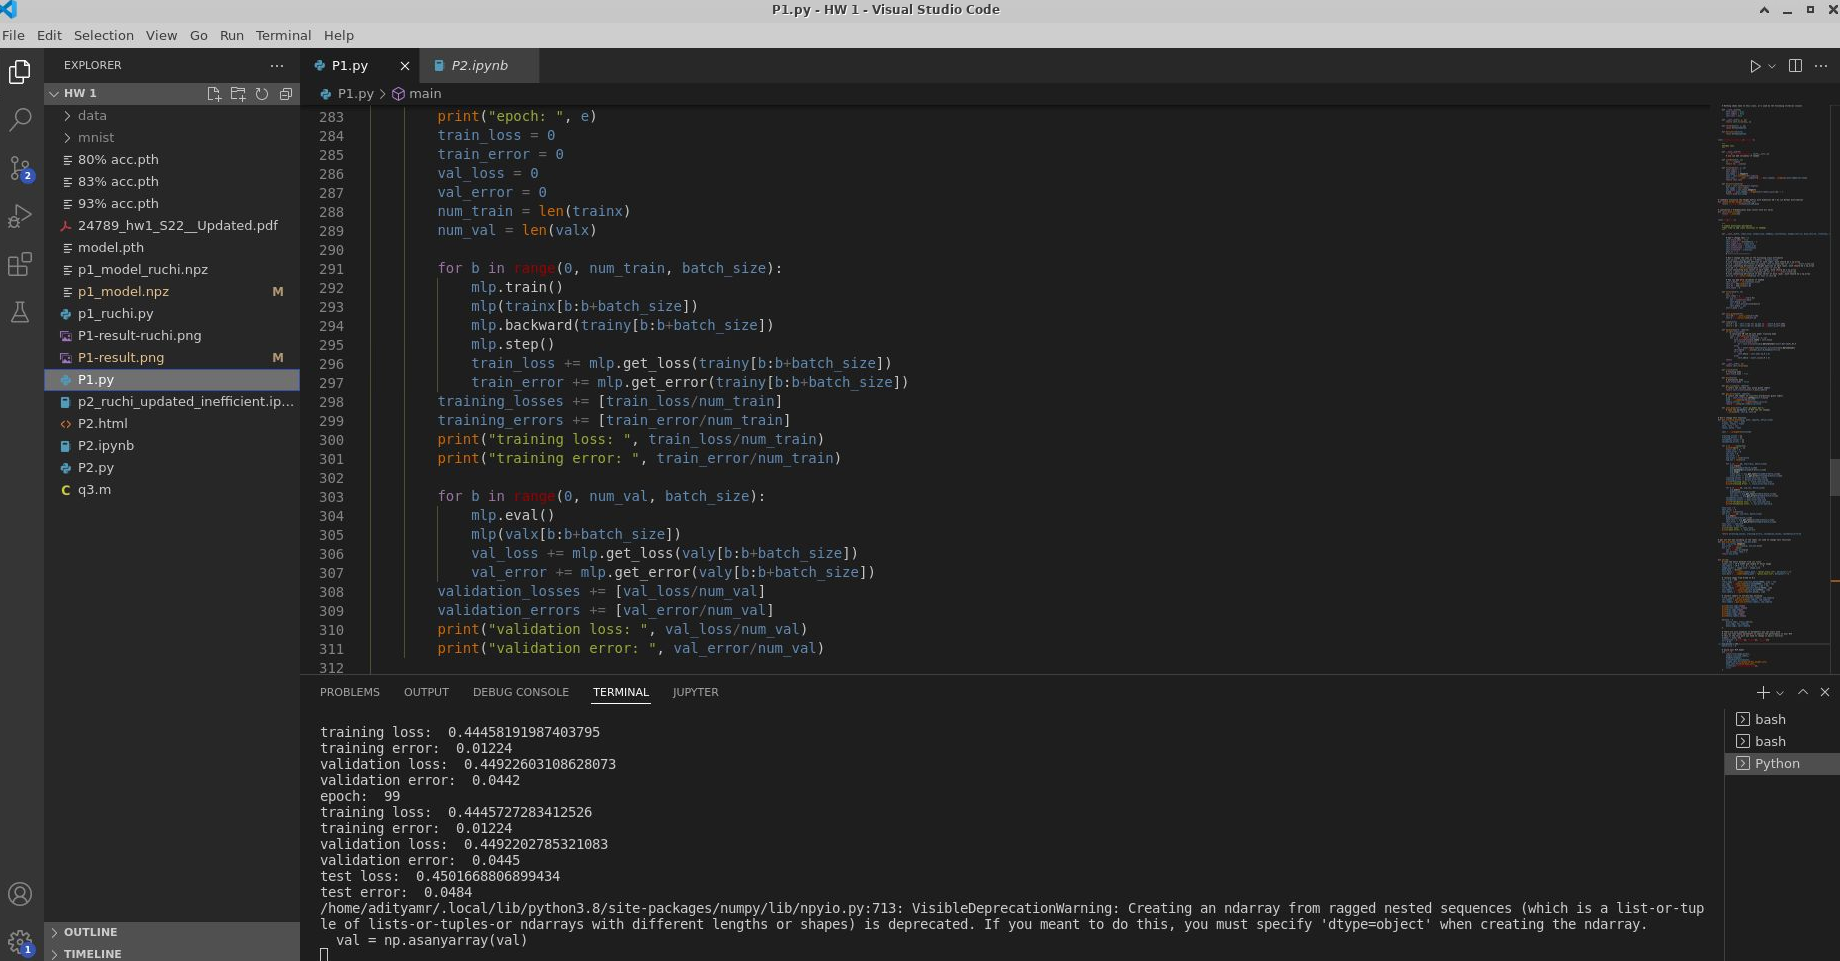 P1.py - HW 1 - Visual Studio Code
File Edit Selection View Go Run Terminal Help
EXPLORER
HW 1
data
mnist
80% acc.pth
83% acc.pth
93% acc.pth
24789_hw1_S22__Updated.pdf
model.pth
p1_model_ruchi.npz
p1_model.npz M
p1_ruchi.py
P1-result-ruchi.png
P1-result.png M
P1.py
p2_ruchi_updated_inefficient.ip...
P2.html
P2.ipynb
P2.py
q3.m
OUTLINE
TIMELINE
2
1
P1.py
P2.ipynb
P1.py > main
283 print("epoch: ", e)
284 train_loss = 0
285 train_error = 0
286 val_loss = 0
287 val_error = 0
288 num_train = len(trainx)
289 num_val = len(valx)
290
291 for b in range(0, num_train, batch_size):
292 mlp.train()
293 mlp(trainx[b:b+batch_size])
294 mlp.backward(trainy[b:b+batch_size])
295 mlp.step()
296 train_loss += mlp.get_loss(trainy[b:b+batch_size])
297 train_error += mlp.get_error(trainy[b:b+batch_size])
298 training_losses += [train_loss/num_train]
299 training_errors += [train_error/num_train]
300 print("training loss: ", train_loss/num_train)
301 print("training error: ", train_error/num_train)
302
303 for b in range(0, num_val, batch_size):
304 mlp.eval()
305 mlp(valx[b:b+batch_size])
306 val_loss += mlp.get_loss(valy[b:b+batch_size])
307 val_error += mlp.get_error(valy[b:b+batch_size])
308 validation_losses += [val_loss/num_val]
309 validation_errors += [val_error/num_val]
310 print("validation loss: ", val_loss/num_val)
311 print("validation error: ", val_error/num_val)
312
PROBLEMS OUTPUT DEBUG CONSOLE TERMINAL JUPYTER
training loss:  0.44458191987403795
training error:  0.01224
validation loss:  0.44922603108628073
validation error:  0.0442
epoch:  99
training loss:  0.4445727283412526
training error:  0.01224
validation loss:  0.4492202785321083
validation error:  0.0445
test loss:  0.4501668806899434
test error:  0.0484
/home/adityamr/.local/lib/python3.8/site-packages/numpy/lib/npyio.py:713: VisibleDeprecationWarning: Creating an ndarray from ragged nested sequences (which is a list-or-tup
le of lists-or-tuples-or ndarrays with different lengths or shapes) is deprecated. If you meant to do this, you must specify 'dtype=object' when creating the ndarray.
val = np.asanyarray(val)
bash
bash
Python